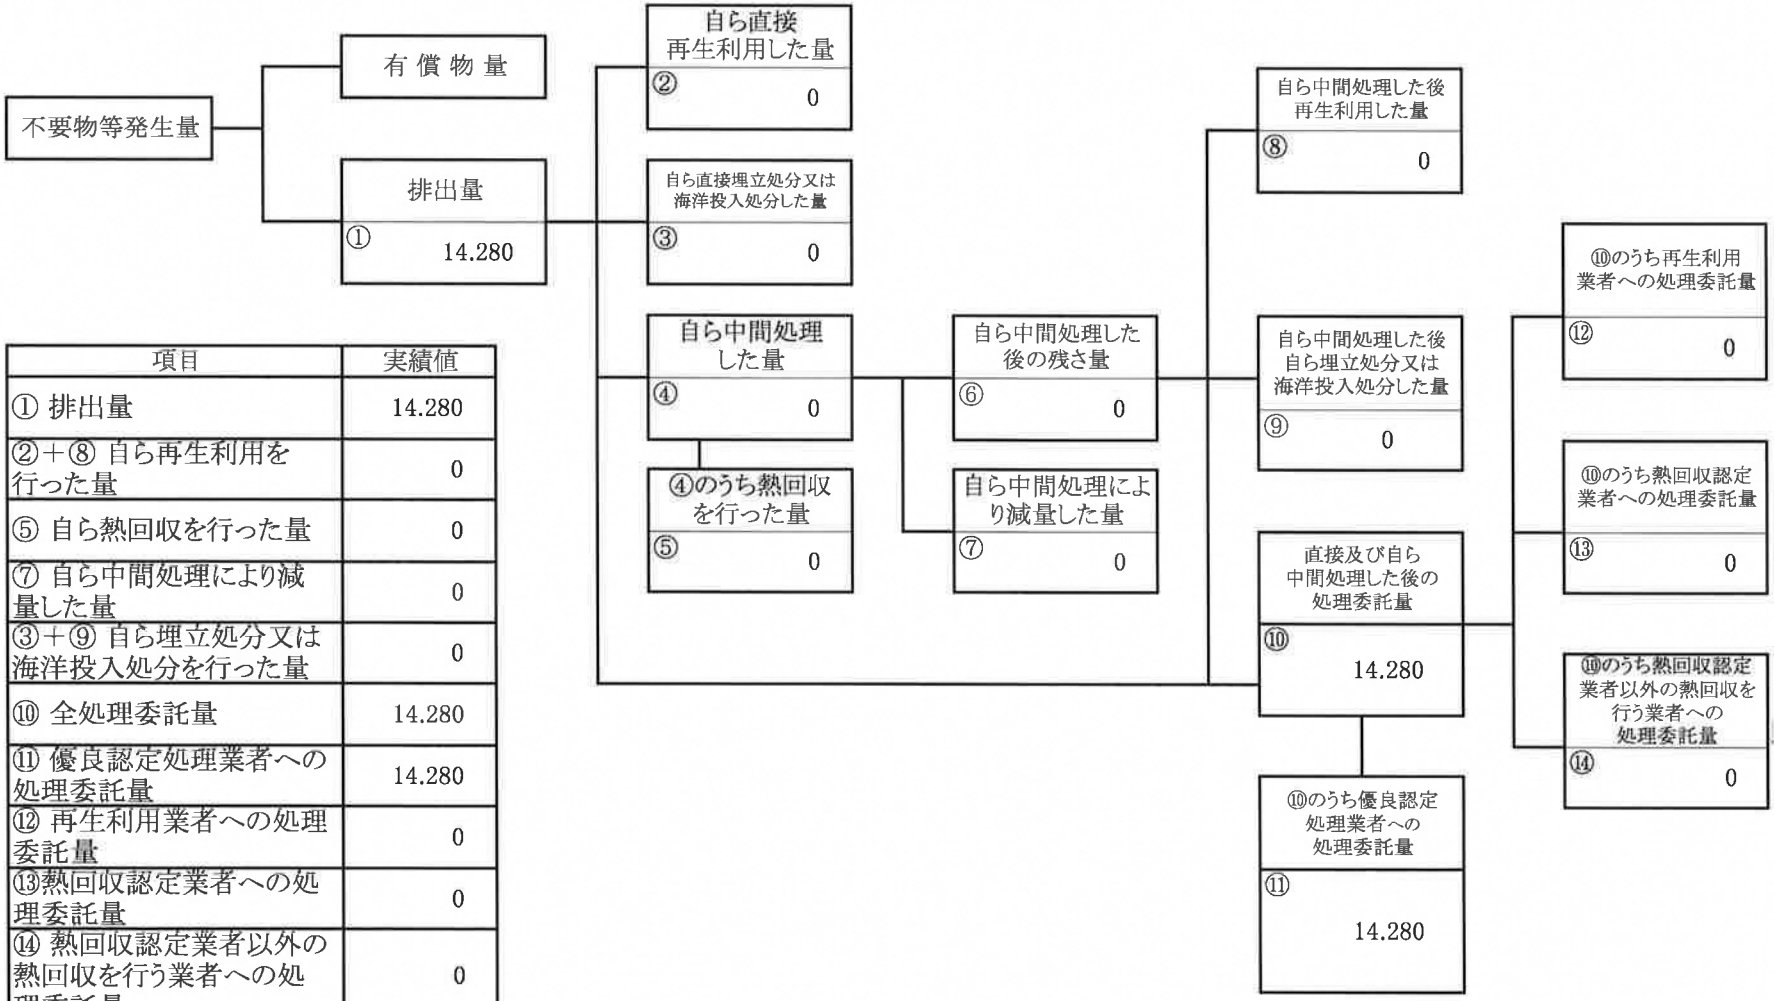 不要物等発生量
有償物量
排出量
①
14.280
自ら直接
再生利用した量
②
0
自ら直接埋立処分又は
海洋投入処分した量
③
0
自ら中間処理
した量
④
0
④のうち熱回収
を行った量
⑤
0
自ら中間処理した
後の残さ量
⑥
0
自ら中間処理によ
り減量した量
⑦
0
自ら中間処理した後
再生利用した量
⑧
0
自ら中間処理した後
自ら埋立処分又は
海洋投入処分した量
⑨
0
直接及び自ら
中間処理した後の
処理委託量
⑩
14.280
⑩のうち優良認定
処理業者への
処理委託量
⑪
14.280
⑩のうち再生利用
業者への処理委託量
⑫
0
⑩のうち熱回収認定
業者への処理委託量
⑬
0
⑩のうち熱回収認定
業者以外の熱回収を
行う業者への
処理委託量
⑭
0
項目 実績値
① 排出量 14.280
②+⑧ 自ら再生利用を
行った量 0
⑤ 自ら熱回収を行った量 0
⑦ 自ら中間処理により減
量した量 0
③+⑨ 自ら埋立処分又は
海洋投入処分を行った量 0
⑩ 全処理委託量 14.280
⑪ 優良認定処理業者への
処理委託量 14.280
⑫ 再生利用業者への処理
委託量 0
⑬熱回収認定業者への処
理委託量 0
⑭ 熱回収認定業者以外の
熱回収を行う業者への処 0
理委託量